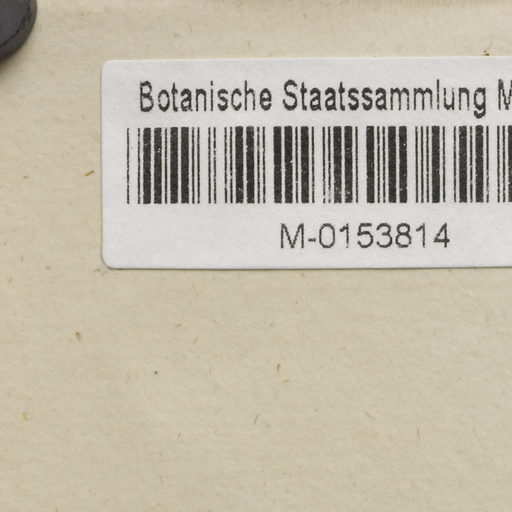 Botanische Staatssammlung M
M-0153814